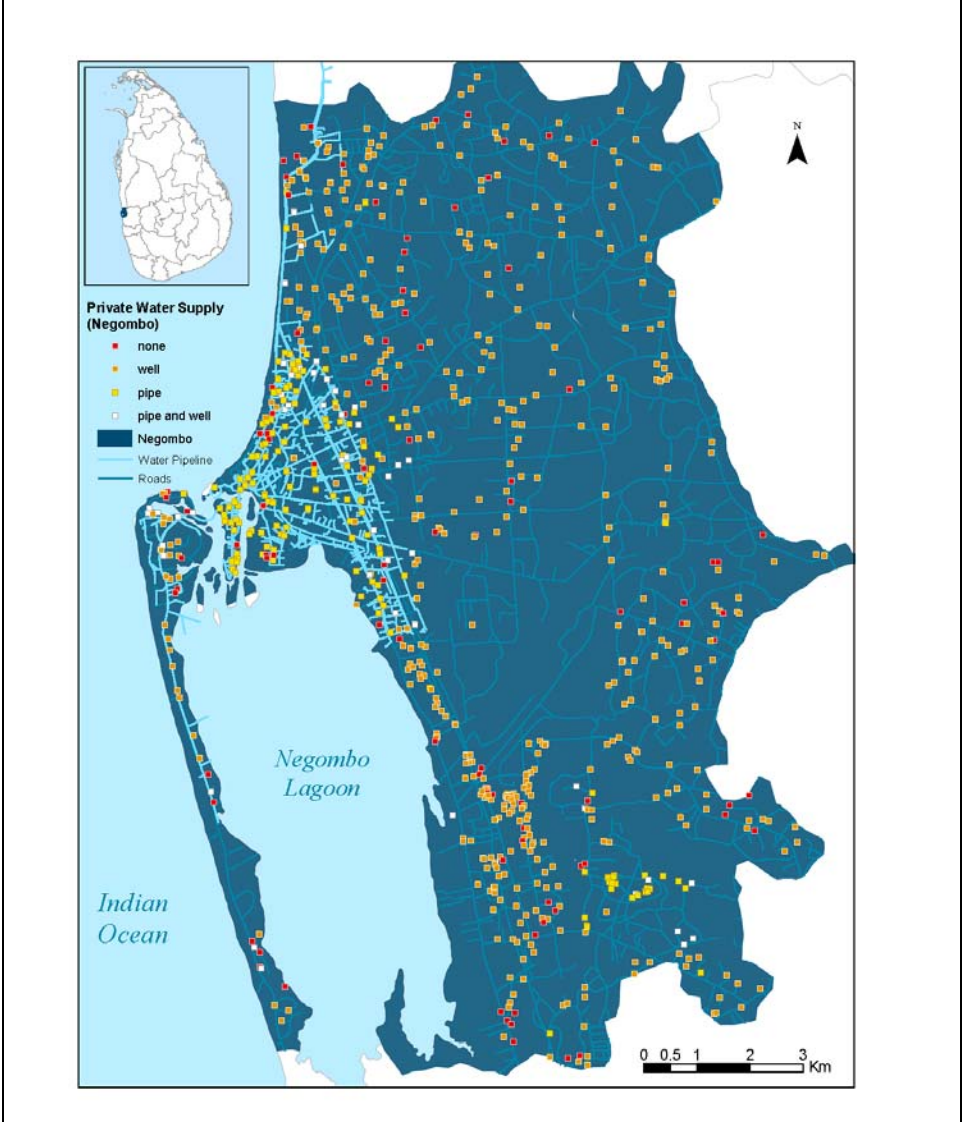 N
Private Water Supply
(Negombo)
none
well
pipe
pipe and well
Negombo
Water Pipeline
Roads
Negombo
Lagoon
Indian
Ocean
0 0.5 1 2 3
Km